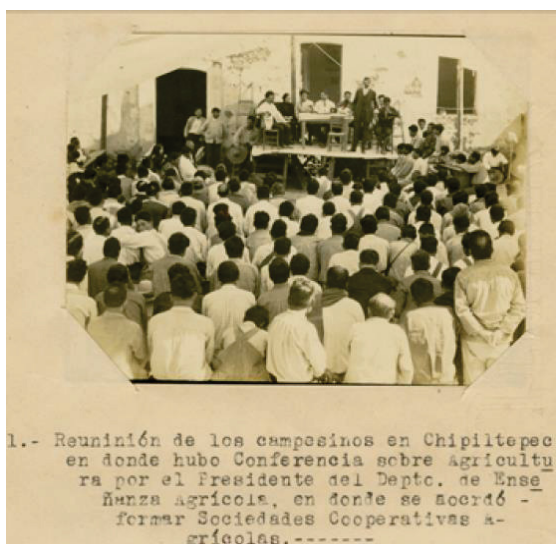 1.- Reuninión de los campesinos en Chipiltepec
en donde hubo Conferencia sobre Agricultu
ra por el Presidente del Depto. de Ense
ñanza Agrícola, en donde se acordó -
formar Sociedades Cooperativas A-
grícolas.-------